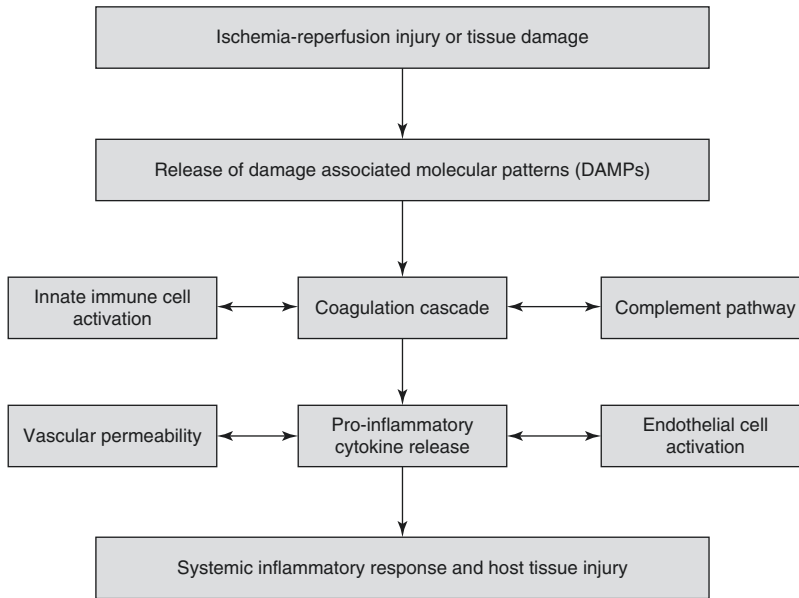 Ischemia-reperfusion injury or tissue damage
Release of damage associated molecular patterns (DAMPs)
Innate immune cell
activation
Coagulation cascade
Complement pathway
Vascular permeability
Pro-inflammatory
cytokine release
Endothelial cell
activation
Systemic inflammatory response and host tissue injury